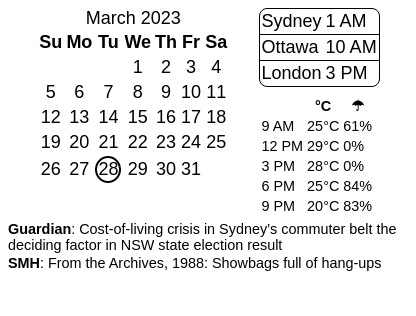 March 2023
Su Mo Tu We Th Fr Sa
1 2 3 4
5 6 7 8 9 10 11
12 13 14 15 16 17 18
19 20 21 22 23 24 25
26 27 28 29 30 31
Sydney 1 AM
Ottawa 10 AM
London 3 PM
°C ☂
9 AM 25°C 61%
12 PM 29°C 0%
3 PM 28°C 0%
6 PM 25°C 84%
9 PM 20°C 83%
Guardian: Cost-of-living crisis in Sydney’s commuter belt the
deciding factor in NSW state election result
SMH: From the Archives, 1988: Showbags full of hang-ups